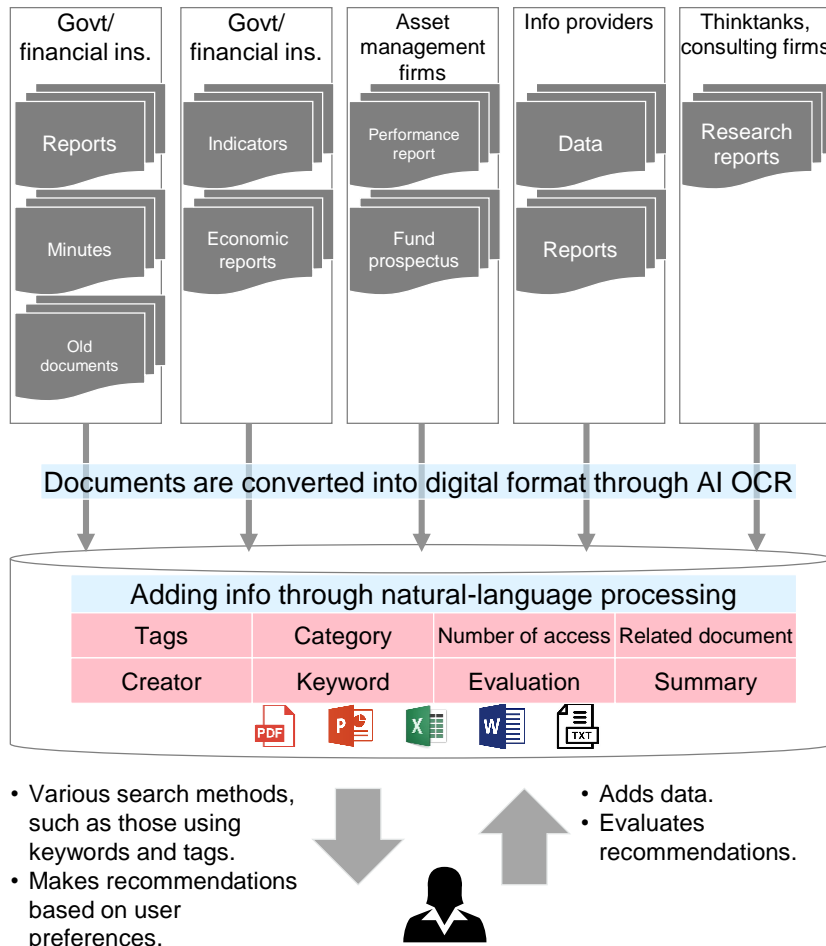 Govt/
financial ins.
Reports
Minutes
Old
documents
Govt/
financial ins.
Indicators
Economic
reports
Asset
management
firms
Performance
report
Fund
prospectus
Info providers
Data
Reports
Thinktanks,
consulting firms
Research
reports
Documents are converted into digital format through AI OCR
Adding info through natural-language processing
Tags Category Number of access Related document
Creator Keyword Evaluation Summary
PDF P X W TXT
• Various search methods,
such as those using
keywords and tags.
• Makes recommendations
based on user
preferences.
• Adds data.
• Evaluates
recommendations.